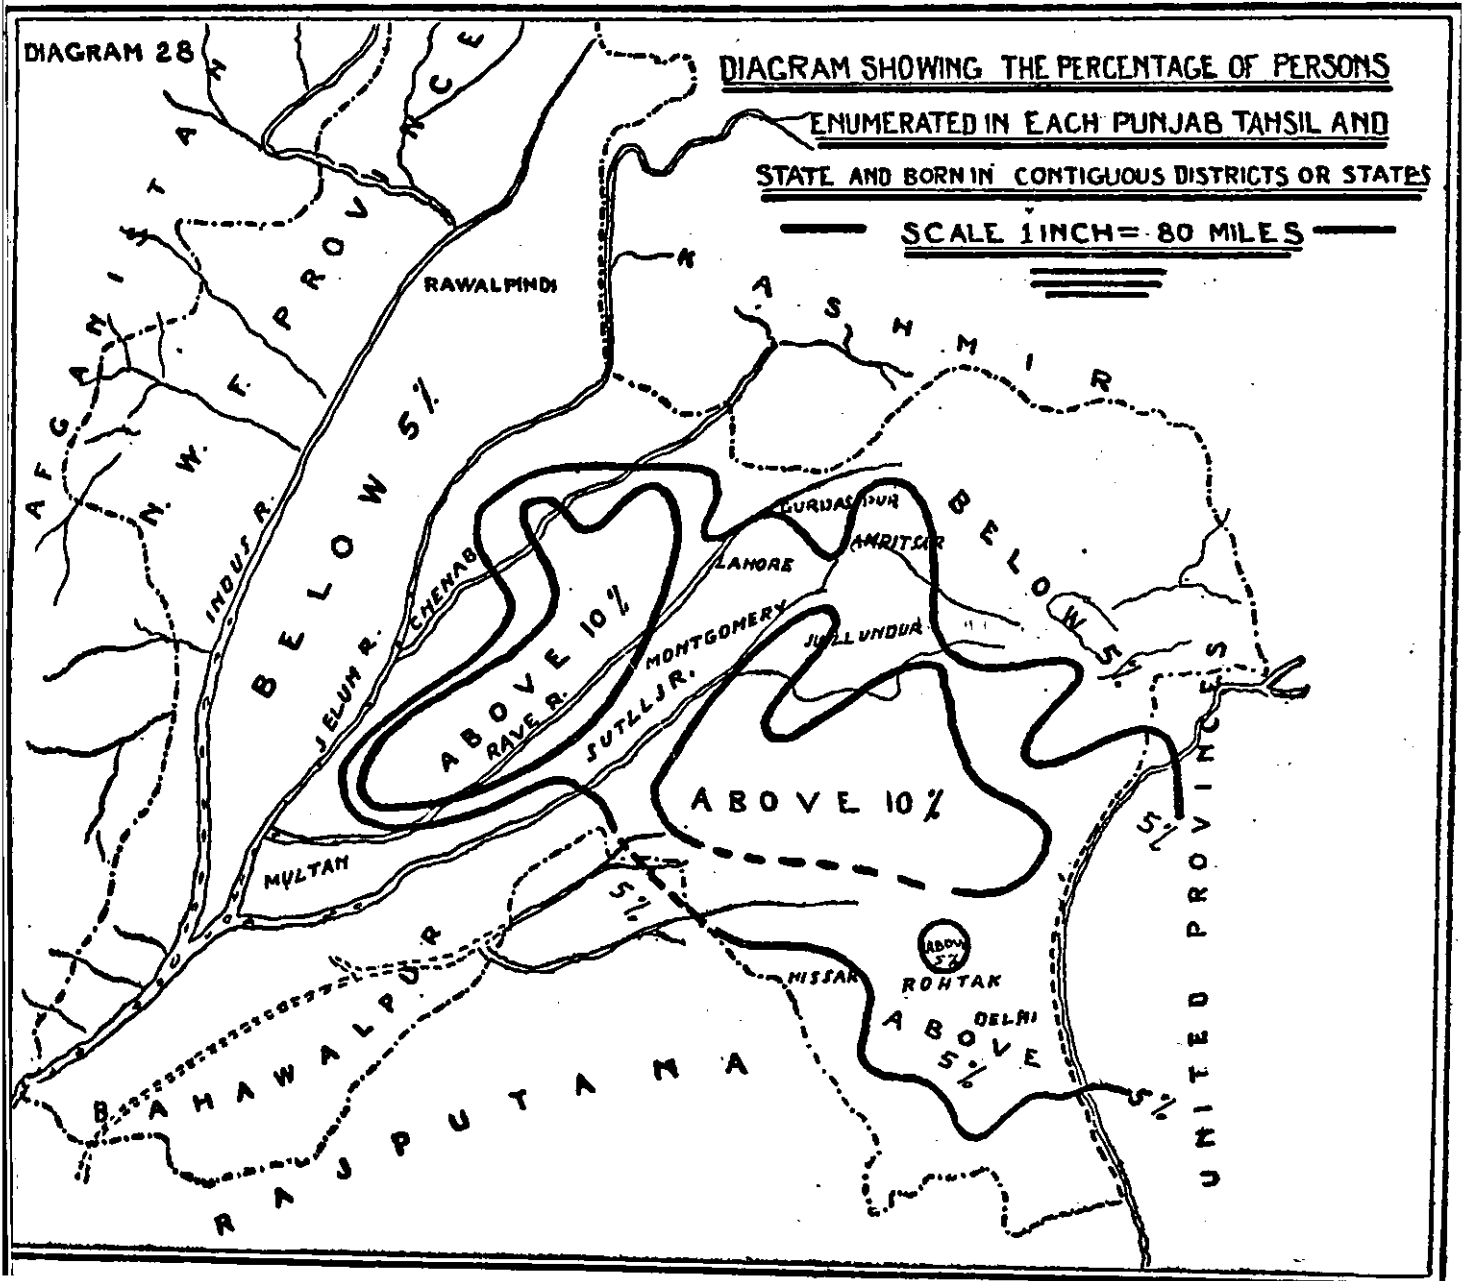 DIAGRAM 28
DIAGRAM SHOWING THE PERCENTAGE OF PERSONS
ENUMERATED IN EACH PUNJAB TAHSIL AND
STATE AND BORN IN CONTIGUOUS DISTRICTS OR STATES
SCALE 1 INCH = 80 MILES
AFGANISTAN
N. W. F. PROVINCE
KASHMIR
RAWALPINDI
BELOW 5%
INDUS R.
CHENAB
JELUM R.
ABOVE 10%
RAVE R.
MONTGOMERY
SUTLLJ R.
LAHORE
GURDASPUR
AMRITSAR
JULLUNDUR
BELOW 5%
ABOVE 10%
MULTAN
5%
5%
ABOV
5%
HISSAR
ROHTAK
DELHI
ABOVE
5%
5%
BAHAWALPUR
RAJPUTANA
UNITED PROVINCES